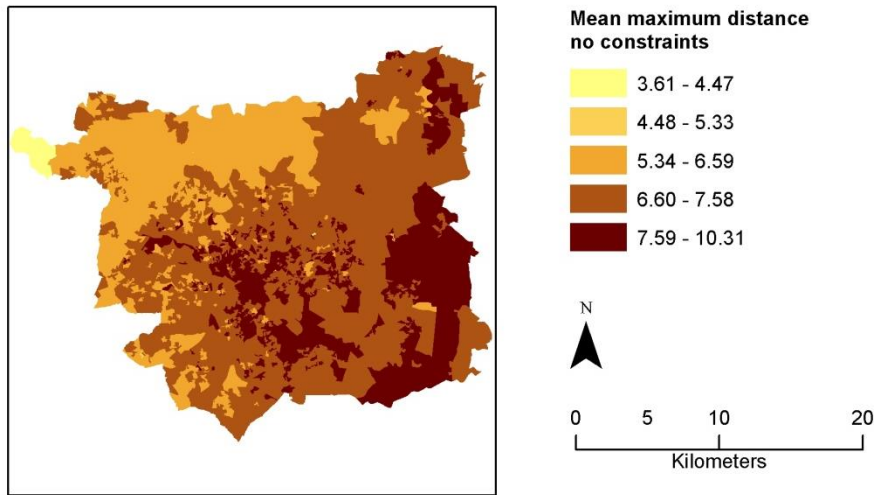 Mean maximum distance
no constraints
3.61 - 4.47
4.48 - 5.33
5.34 - 6.59
6.60 - 7.58
7.59 - 10.31
N
0 5 10 20
Kilometers